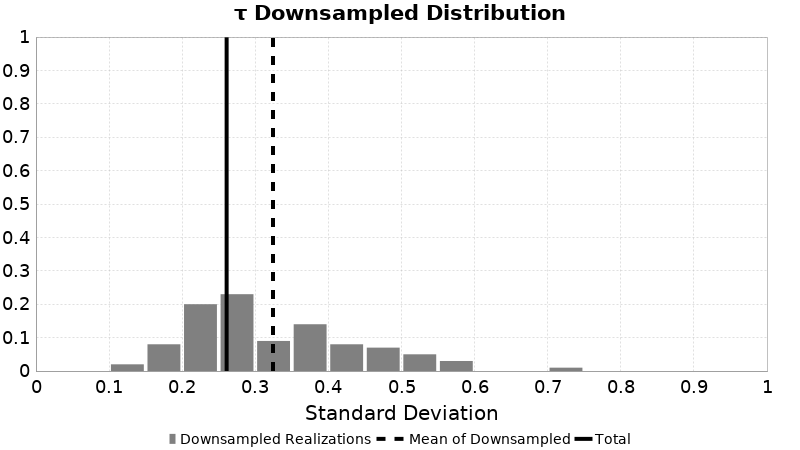 τ Downsampled Distribution
1
0.9
0.8
0.7
0.6
0.5
0.4
0.3
0.2
0.1
0
0 0.1 0.2 0.3 0.4 0.5 0.6 0.7 0.8 0.9 1
Standard Deviation
Downsampled Realizations Mean of Downsampled Total